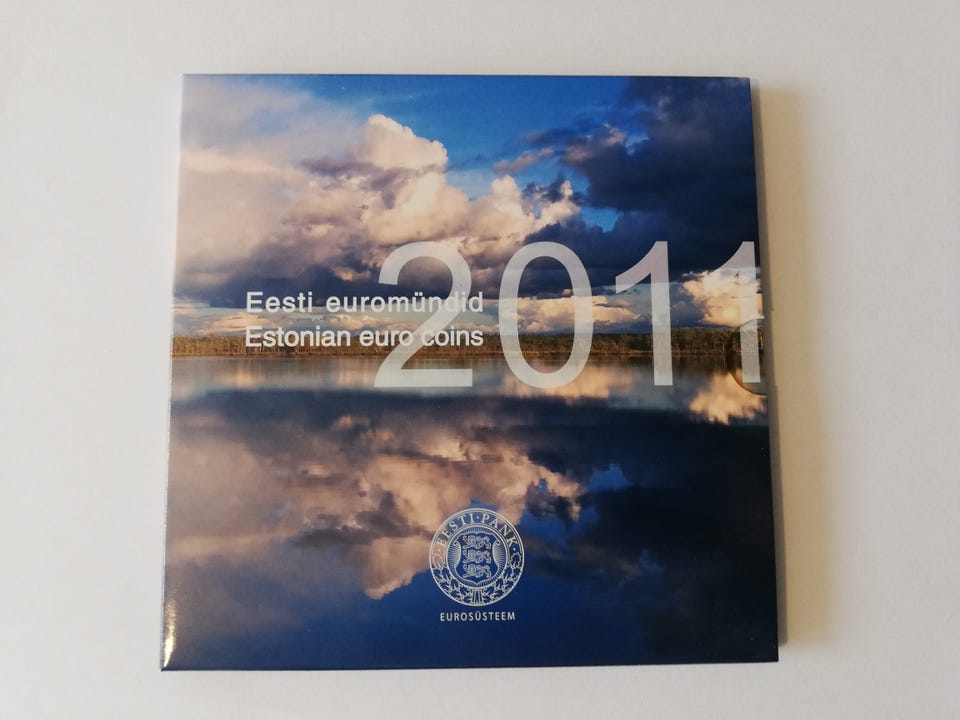 2011
Eesti euromündid
Estonian euro coins
EESTI·PANK
EUROSÜSTEEM